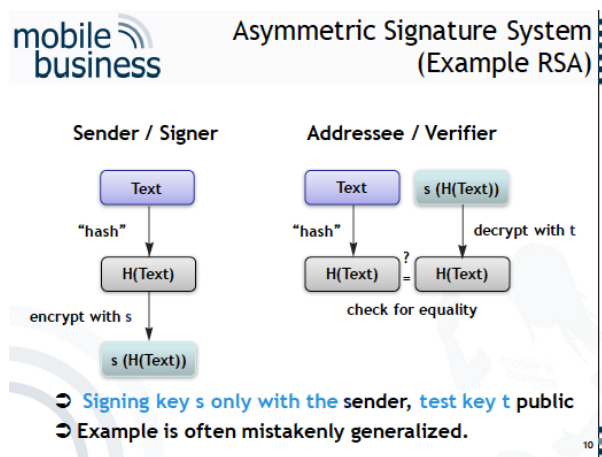 mobile
business
Asymmetric Signature System
(Example RSA)
Sender / Signer
Addressee / Verifier
Text
Text
s (H(Text))
“hash”
“hash”
decrypt with t
H(Text)
H(Text)
?
=
H(Text)
encrypt with s
check for equality
s (H(Text))
➲ Signing key s only with the sender, test key t public
➲ Example is often mistakenly generalized.
mobile
business
10